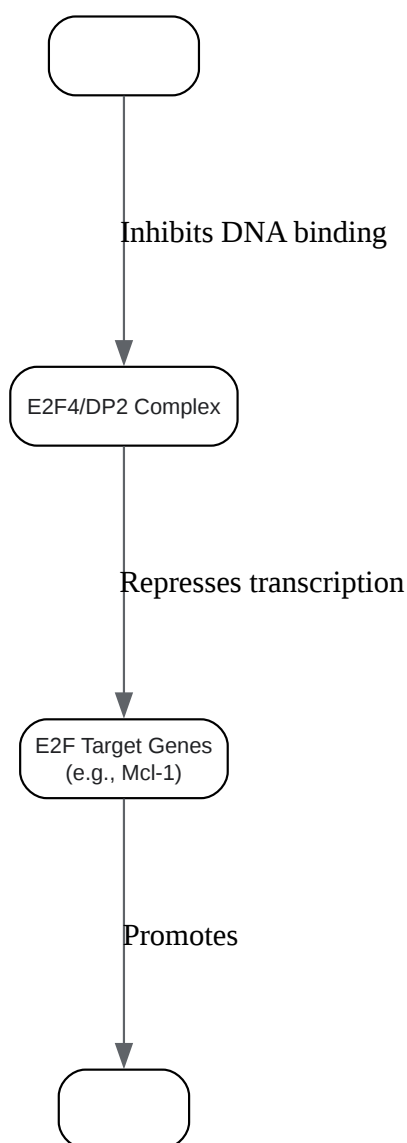 Inhibits DNA binding
E2F4/DP2 Complex
Represses transcription
E2F Target Genes
(e.g., Mcl-1)
Promotes